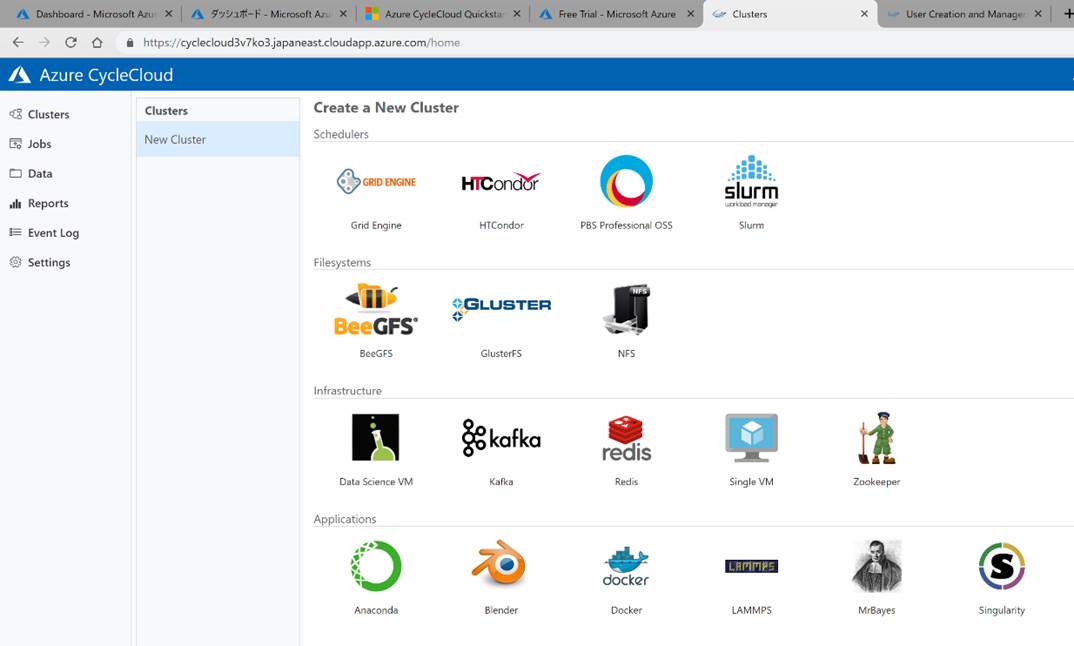 Dashboard - Microsoft Azu
ダッシュボード - Microsoft Azu
Azure CycleCloud Quickstar
Free Trial - Microsoft Azure
Clusters
User Creation and Managem
https://cyclecloud3v7ko3.japaneast.cloudapp.azure.com/home
Azure CycleCloud
Clusters
Jobs
Data
Reports
Event Log
Settings
Clusters
New Cluster
Create a New Cluster
Schedulers
GRID ENGINE
HTCondor
slurm
workload manager
Grid Engine
HTCondor
PBS Professional OSS
Slurm
Filesystems
BeeGFS
GLUSTER
NFS
BeeGFS
GlusterFS
NFS
Infrastructure
kafka
redis
Data Science VM
Kafka
Redis
Single VM
Zookeeper
Applications
docker
LAMMPS
S
Anaconda
Blender
Docker
LAMMPS
MrBayes
Singularity